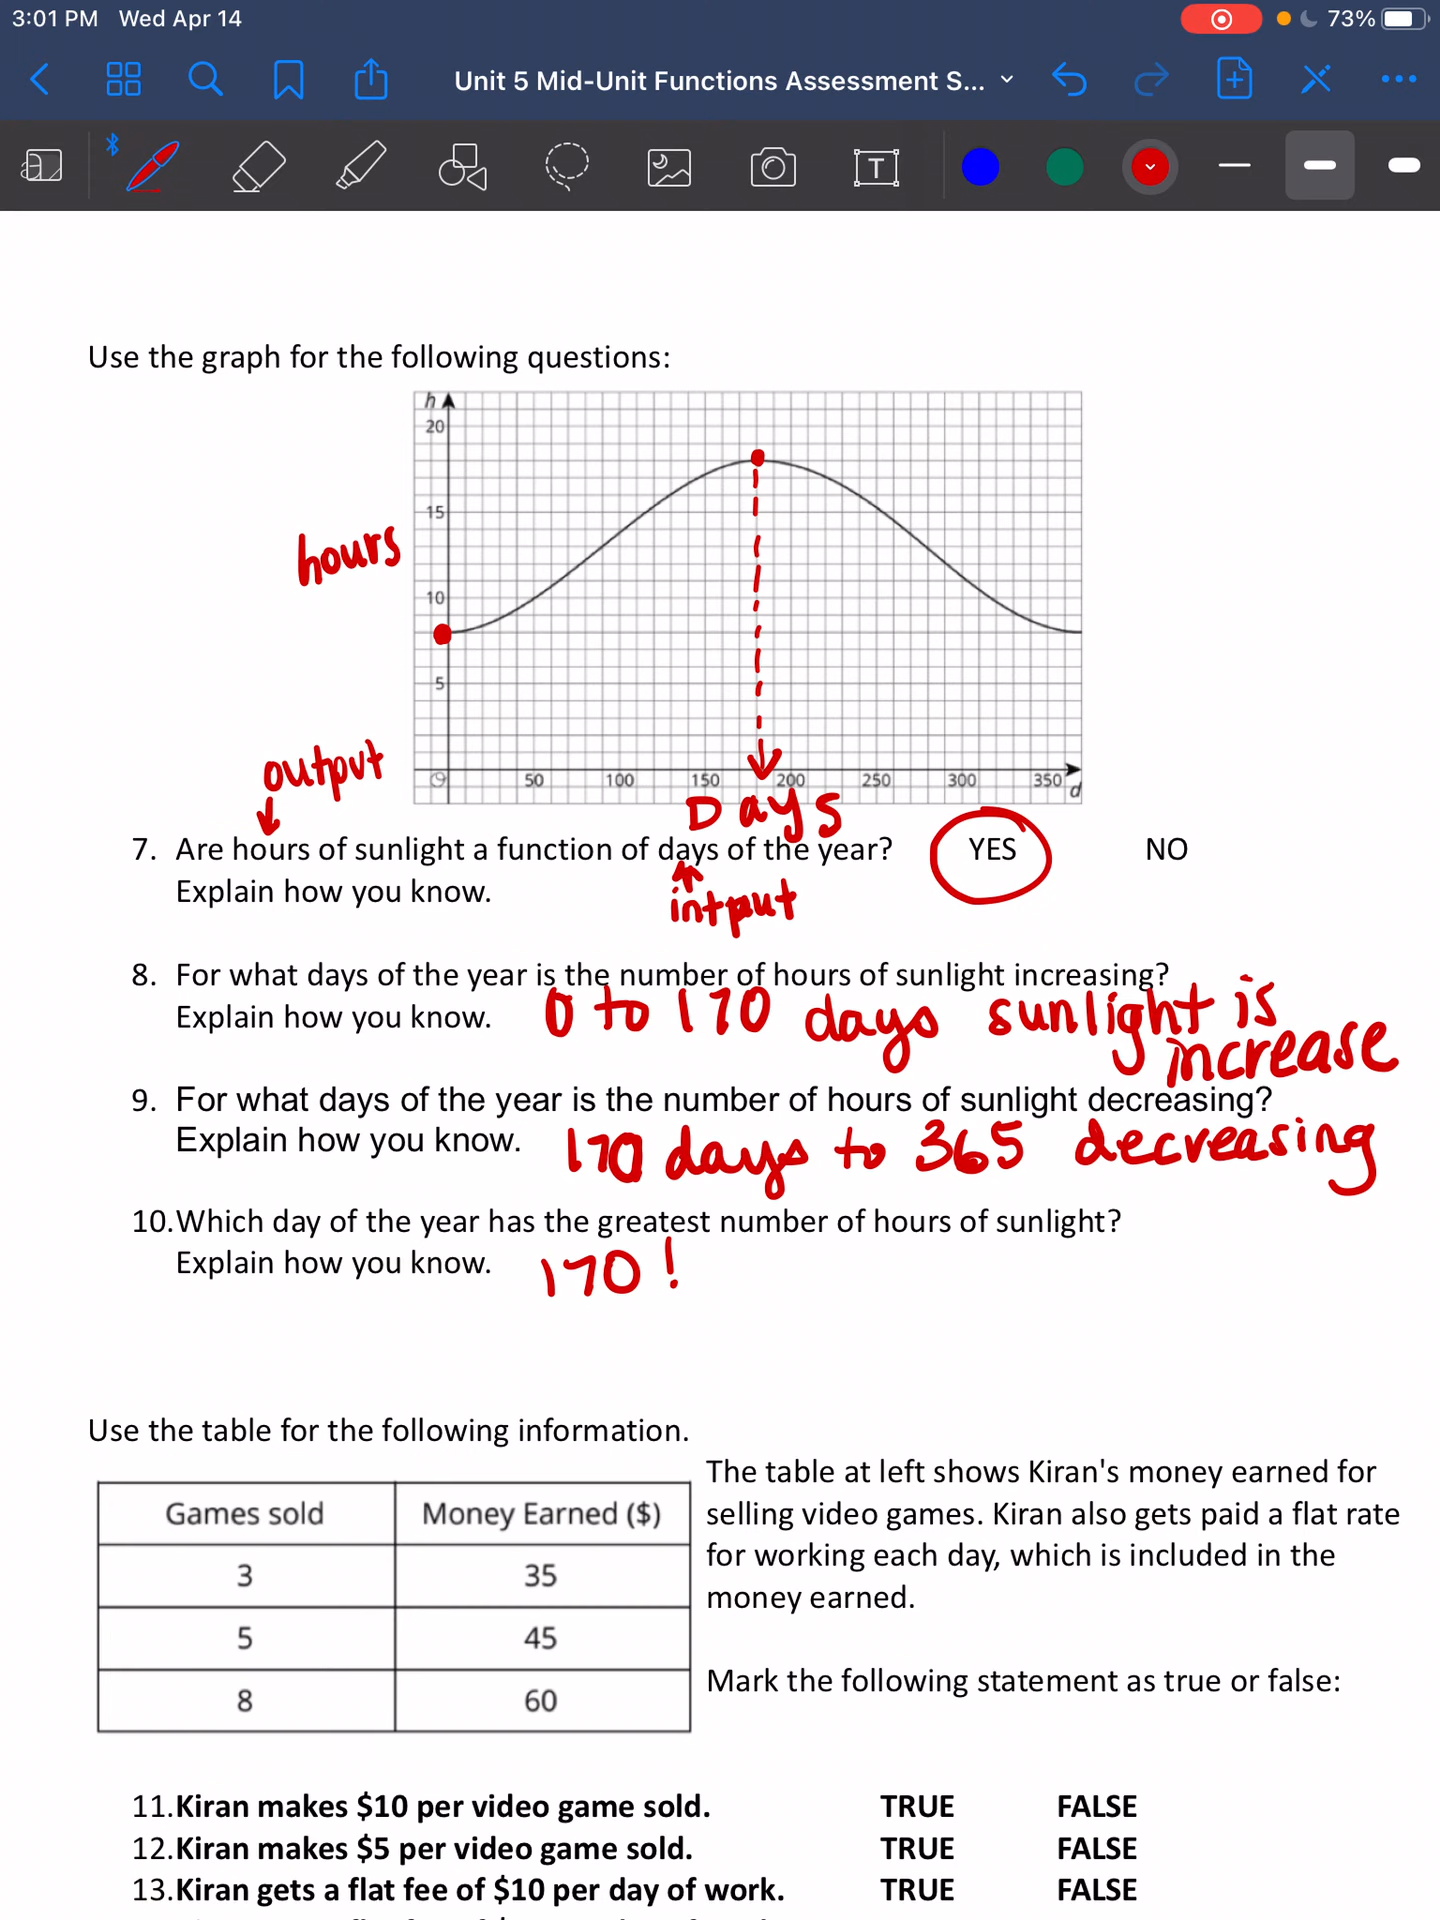 3:01 PM Wed Apr 14
73%
Unit 5 Mid-Unit Functions Assessment S...
T
Use the graph for the following questions:
h
20
15
hours
10
5
output
50 100 150 200 250 300 350
d
Days
7. Are hours of sunlight a function of days of the year? YES NO
Explain how you know.
intput
8. For what days of the year is the number of hours of sunlight increasing?
Explain how you know. 0 to 170 days sunlight is
increase
9. For what days of the year is the number of hours of sunlight decreasing?
Explain how you know. 170 days to 365 decreasing
10.Which day of the year has the greatest number of hours of sunlight?
Explain how you know. 170!
Use the table for the following information.
Games sold Money Earned ($)
3 35
5 45
8 60
The table at left shows Kiran's money earned for
selling video games. Kiran also gets paid a flat rate
for working each day, which is included in the
money earned.
Mark the following statement as true or false:
11.Kiran makes $10 per video game sold. TRUE FALSE
12.Kiran makes $5 per video game sold. TRUE FALSE
13.Kiran gets a flat fee of $10 per day of work. TRUE FALSE